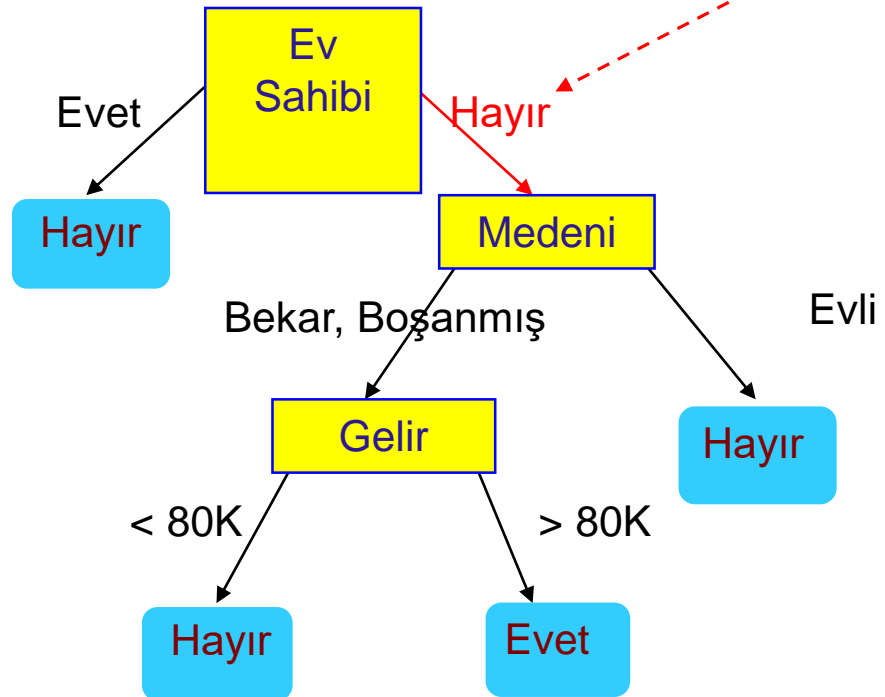 Ev
Sahibi
Evet
Hayır
Hayır
Medeni
Bekar, Boşanmış
Evli
Gelir
Hayır
< 80K
> 80K
Hayır
Evet